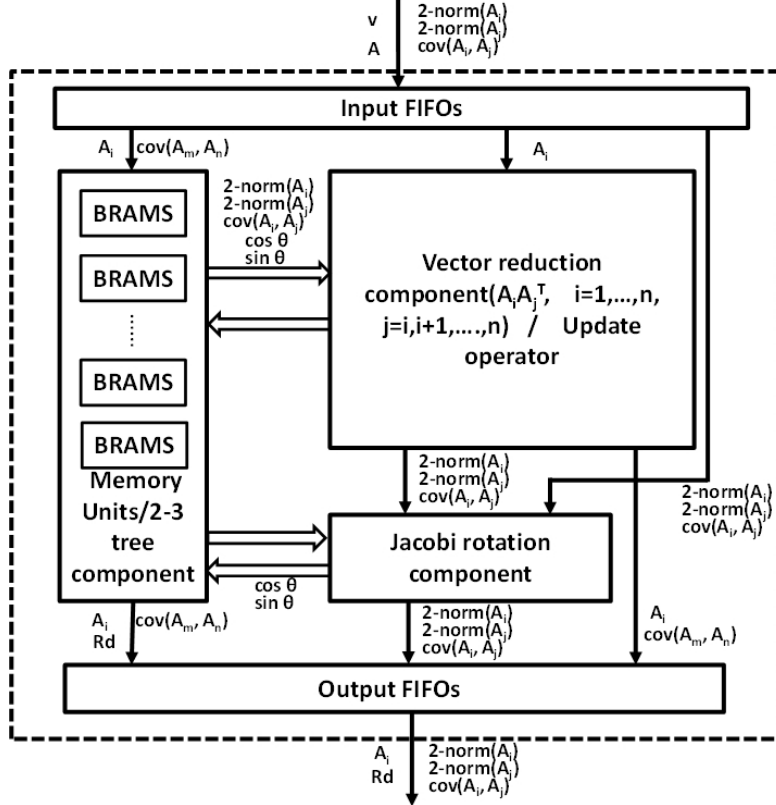 v
A
2-norm(Aᵢ)
2-norm(Aⱼ)
cov(Aᵢ, Aⱼ)
Input FIFOs
Aᵢ cov(Aₘ, Aₙ)
Aᵢ
BRAMS
BRAMS
........
BRAMS
BRAMS
Memory
Units/2-3
tree
component
2-norm(Aᵢ)
2-norm(Aⱼ)
cov(Aᵢ, Aⱼ)
cos θ
sin θ
Vector reduction
component(AᵢAⱼᵀ, i=1,...,n,
j=i,i+1,....,n) / Update
operator
2-norm(Aᵢ)
2-norm(Aⱼ)
cov(Aᵢ, Aⱼ)
2-norm(Aᵢ)
2-norm(Aⱼ)
cov(Aᵢ, Aⱼ)
Jacobi rotation
component
cos θ
sin θ
Aᵢ cov(Aₘ, Aₙ)
Rd
2-norm(Aᵢ)
2-norm(Aⱼ)
cov(Aᵢ, Aⱼ)
Aᵢ
cov(Aₘ, Aₙ)
Output FIFOs
Aᵢ
Rd
2-norm(Aᵢ)
2-norm(Aⱼ)
cov(Aᵢ, Aⱼ)